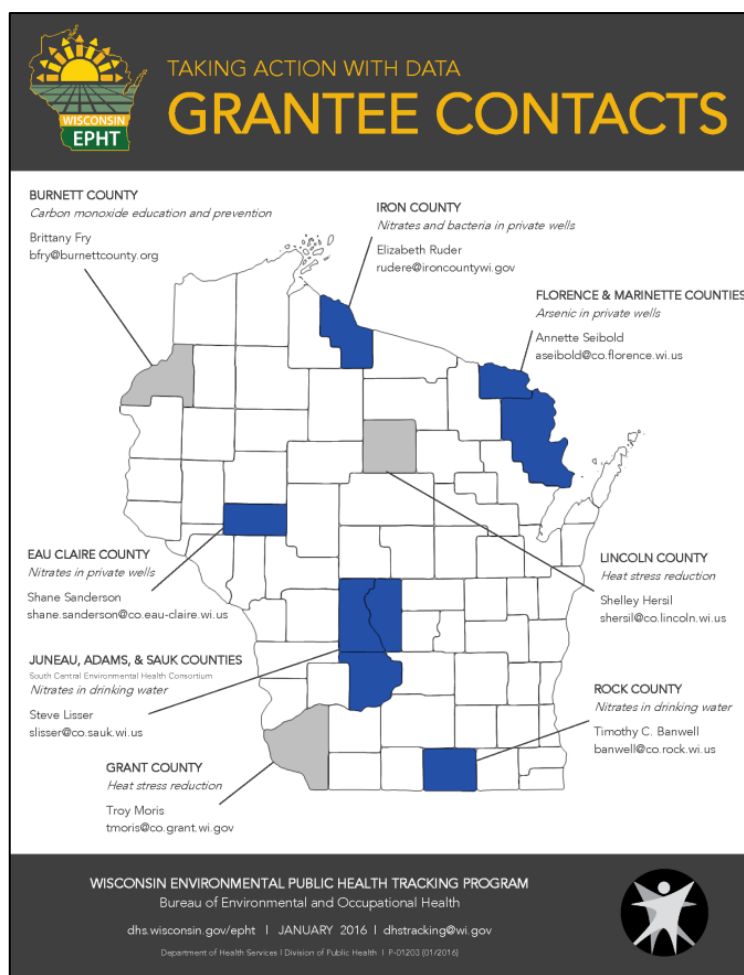 TAKING ACTION WITH DATA
GRANTEE CONTACTS
WISCONSIN
EPHT
BURNETT COUNTY
Carbon monoxide education and prevention
Brittany Fry
bfry@burnettcounty.org
IRON COUNTY
Nitrates and bacteria in private wells
Elizabeth Ruder
rudere@ironcountywi.gov
FLORENCE & MARINETTE COUNTIES
Arsenic in private wells
Annette Seibold
aseibold@co.florence.wi.us
EAU CLAIRE COUNTY
Nitrates in private wells
Shane Sanderson
shane.sanderson@co.eau-claire.wi.us
LINCOLN COUNTY
Heat stress reduction
Shelley Hersil
shersil@co.lincoln.wi.us
JUNEAU, ADAMS, & SAUK COUNTIES
South Central Environmental Health Consortium
Nitrates in drinking water
Steve Lisser
slisser@co.sauk.wi.us
ROCK COUNTY
Nitrates in drinking water
Timothy C. Banwell
banwell@co.rock.wi.us
GRANT COUNTY
Heat stress reduction
Troy Moris
tmoris@co.grant.wi.gov
WISCONSIN ENVIRONMENTAL PUBLIC HEALTH TRACKING PROGRAM
Bureau of Environmental and Occupational Health
dhs.wisconsin.gov/epht | JANUARY 2016 | dhstracking@wi.gov
Department of Health Services | Division of Public Health | P-01203 (01/2016)